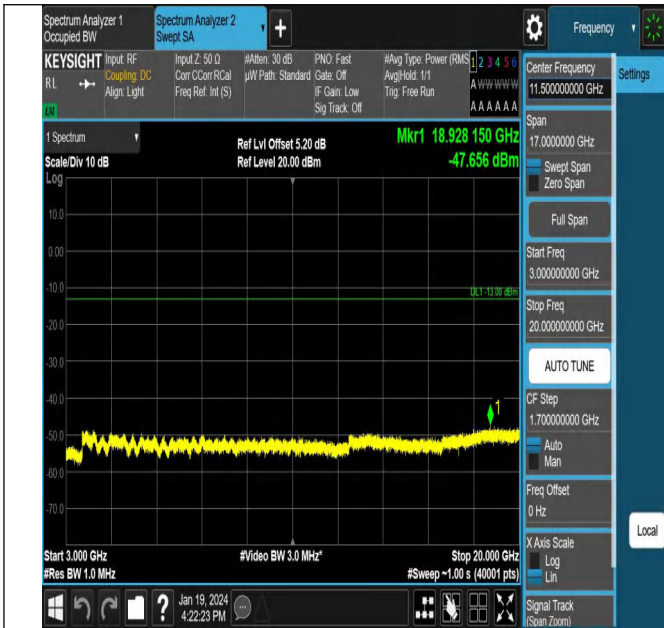 Spectrum Analyzer 1
Occupied BW
Spectrum Analyzer 2
Swept SA
Frequency
KEYSIGHT
RL
LXI
Input: RF
Coupling: DC
Align: Light
Input Z: 50 Ω
Corr CCorr RCal
Freq Ref: Int (S)
#Atten: 30 dB
µW Path: Standard
PNO: Fast
Gate: Off
IF Gain: Low
Sig Track: Off
#Avg Type: Power (RMS
Avg|Hold: 1/1
Trig: Free Run
1 2 3 4 5 6
A W W W W W
A A A A A A
1 Spectrum
Scale/Div 10 dB
Log
Ref Lvl Offset 5.20 dB
Ref Level 20.00 dBm
Mkr1 18.928 150 GHz
-47.656 dBm
10.0
0.00
-10.0
DL1 -13.00 dBm
-20.0
-30.0
-40.0
1
-50.0
-60.0
-70.0
Start 3.000 GHz
#Res BW 1.0 MHz
#Video BW 3.0 MHz*
Stop 20.000 GHz
#Sweep ~1.00 s (40001 pts)
?
Jan 19, 2024
4:22:23 PM
Center Frequency
11.500000000 GHz
Settings
Span
17.0000000 GHz
Swept Span
Zero Span
Full Span
Start Freq
3.000000000 GHz
Stop Freq
20.000000000 GHz
AUTO TUNE
CF Step
1.700000000 GHz
Auto
Man
Freq Offset
0 Hz
Local
X Axis Scale
Log
Lin
Signal Track
(Span Zoom)